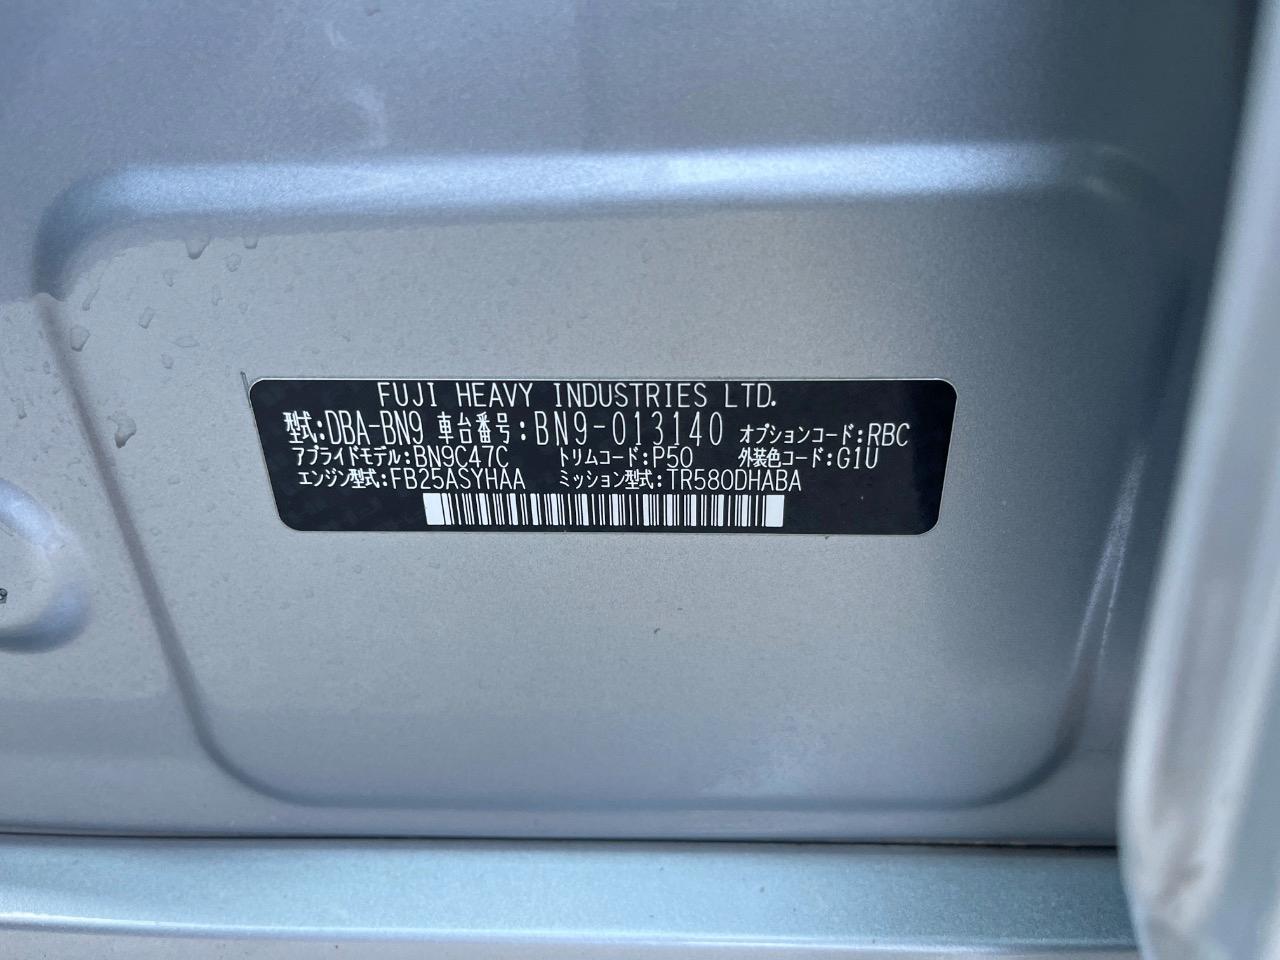 FUJI HEAVY INDUSTRIES LTD.
型式:DBA-BN9 車台番号:BN9-013140 オプションコード:RBC
アプライドモデル:BN9C47C トリムコード:P50 外装色コード:G1U
エンジン型式:FB25ASYHAA ミッション型式:TR580DHABA